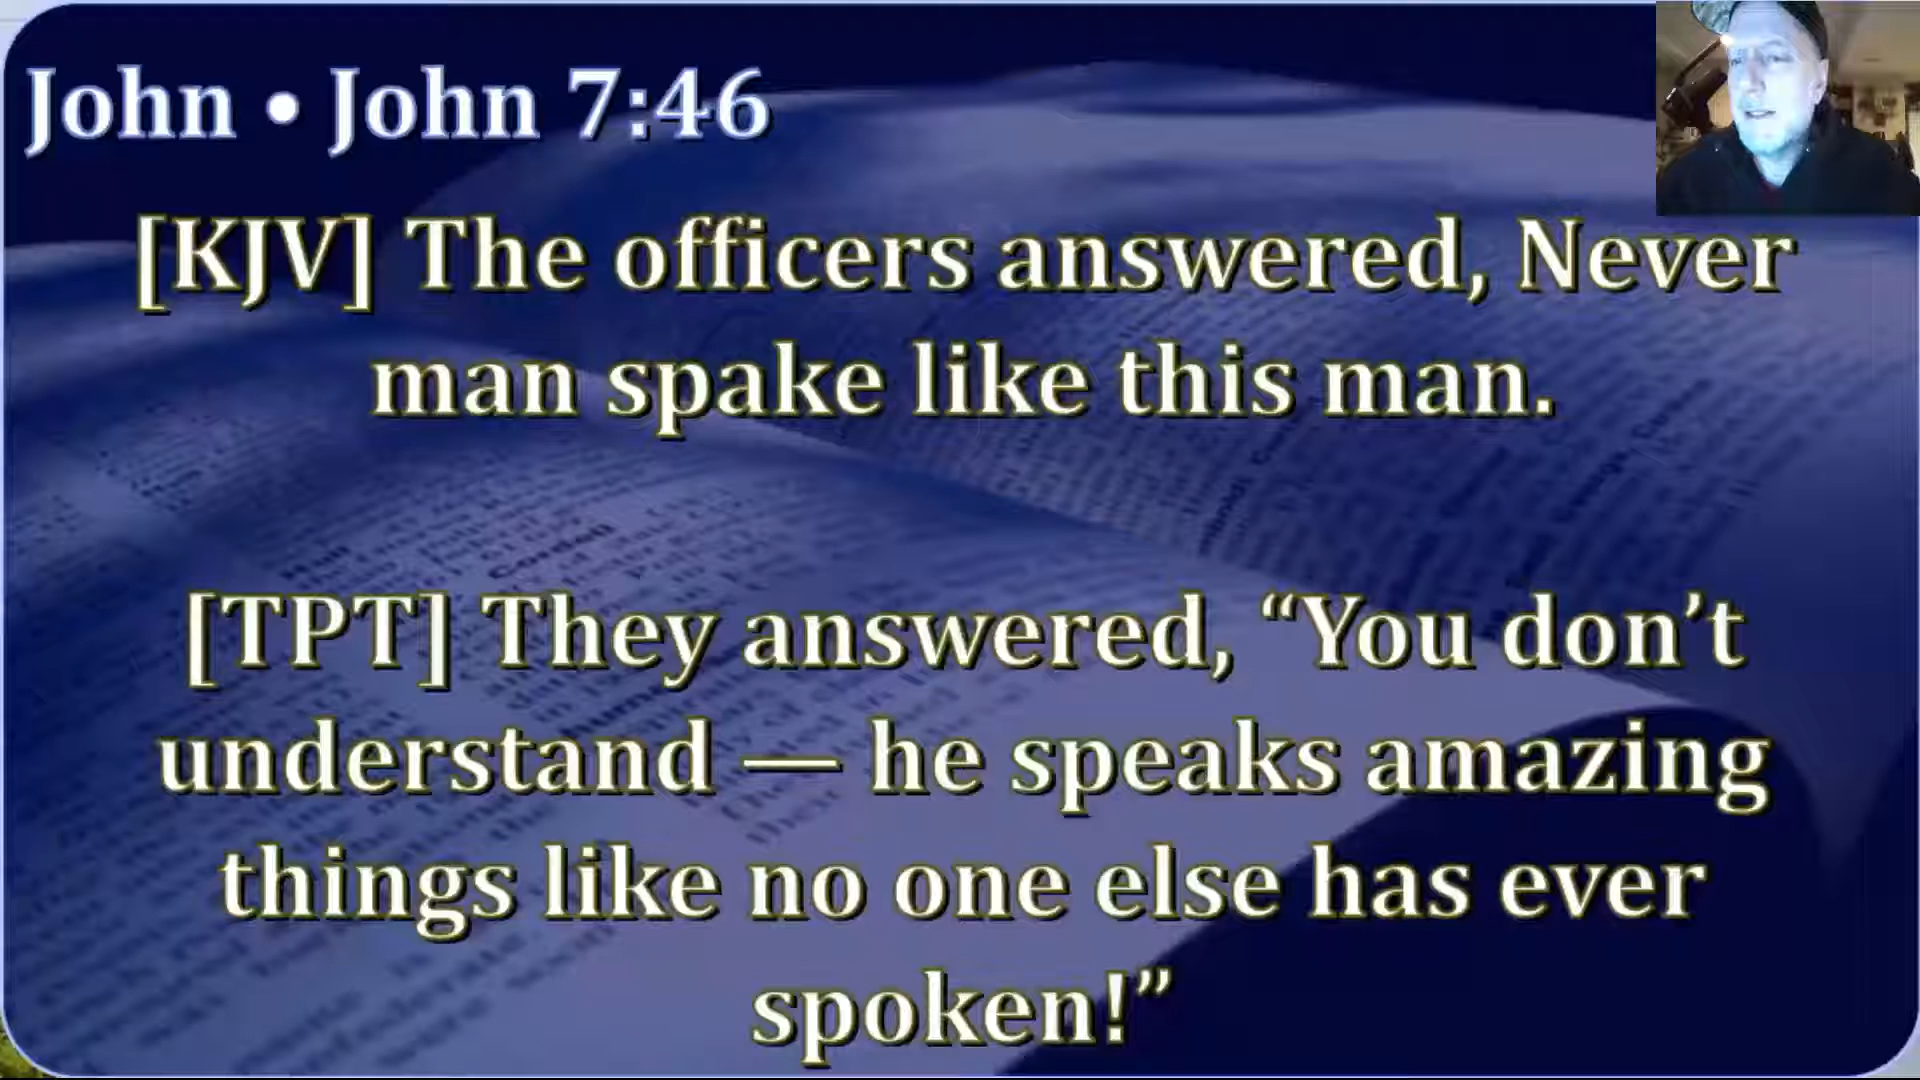 John • John 7:46
[KJV] The officers answered, Never
man spake like this man.
[TPT] They answered, “You don’t
understand — he speaks amazing
things like no one else has ever
spoken!”